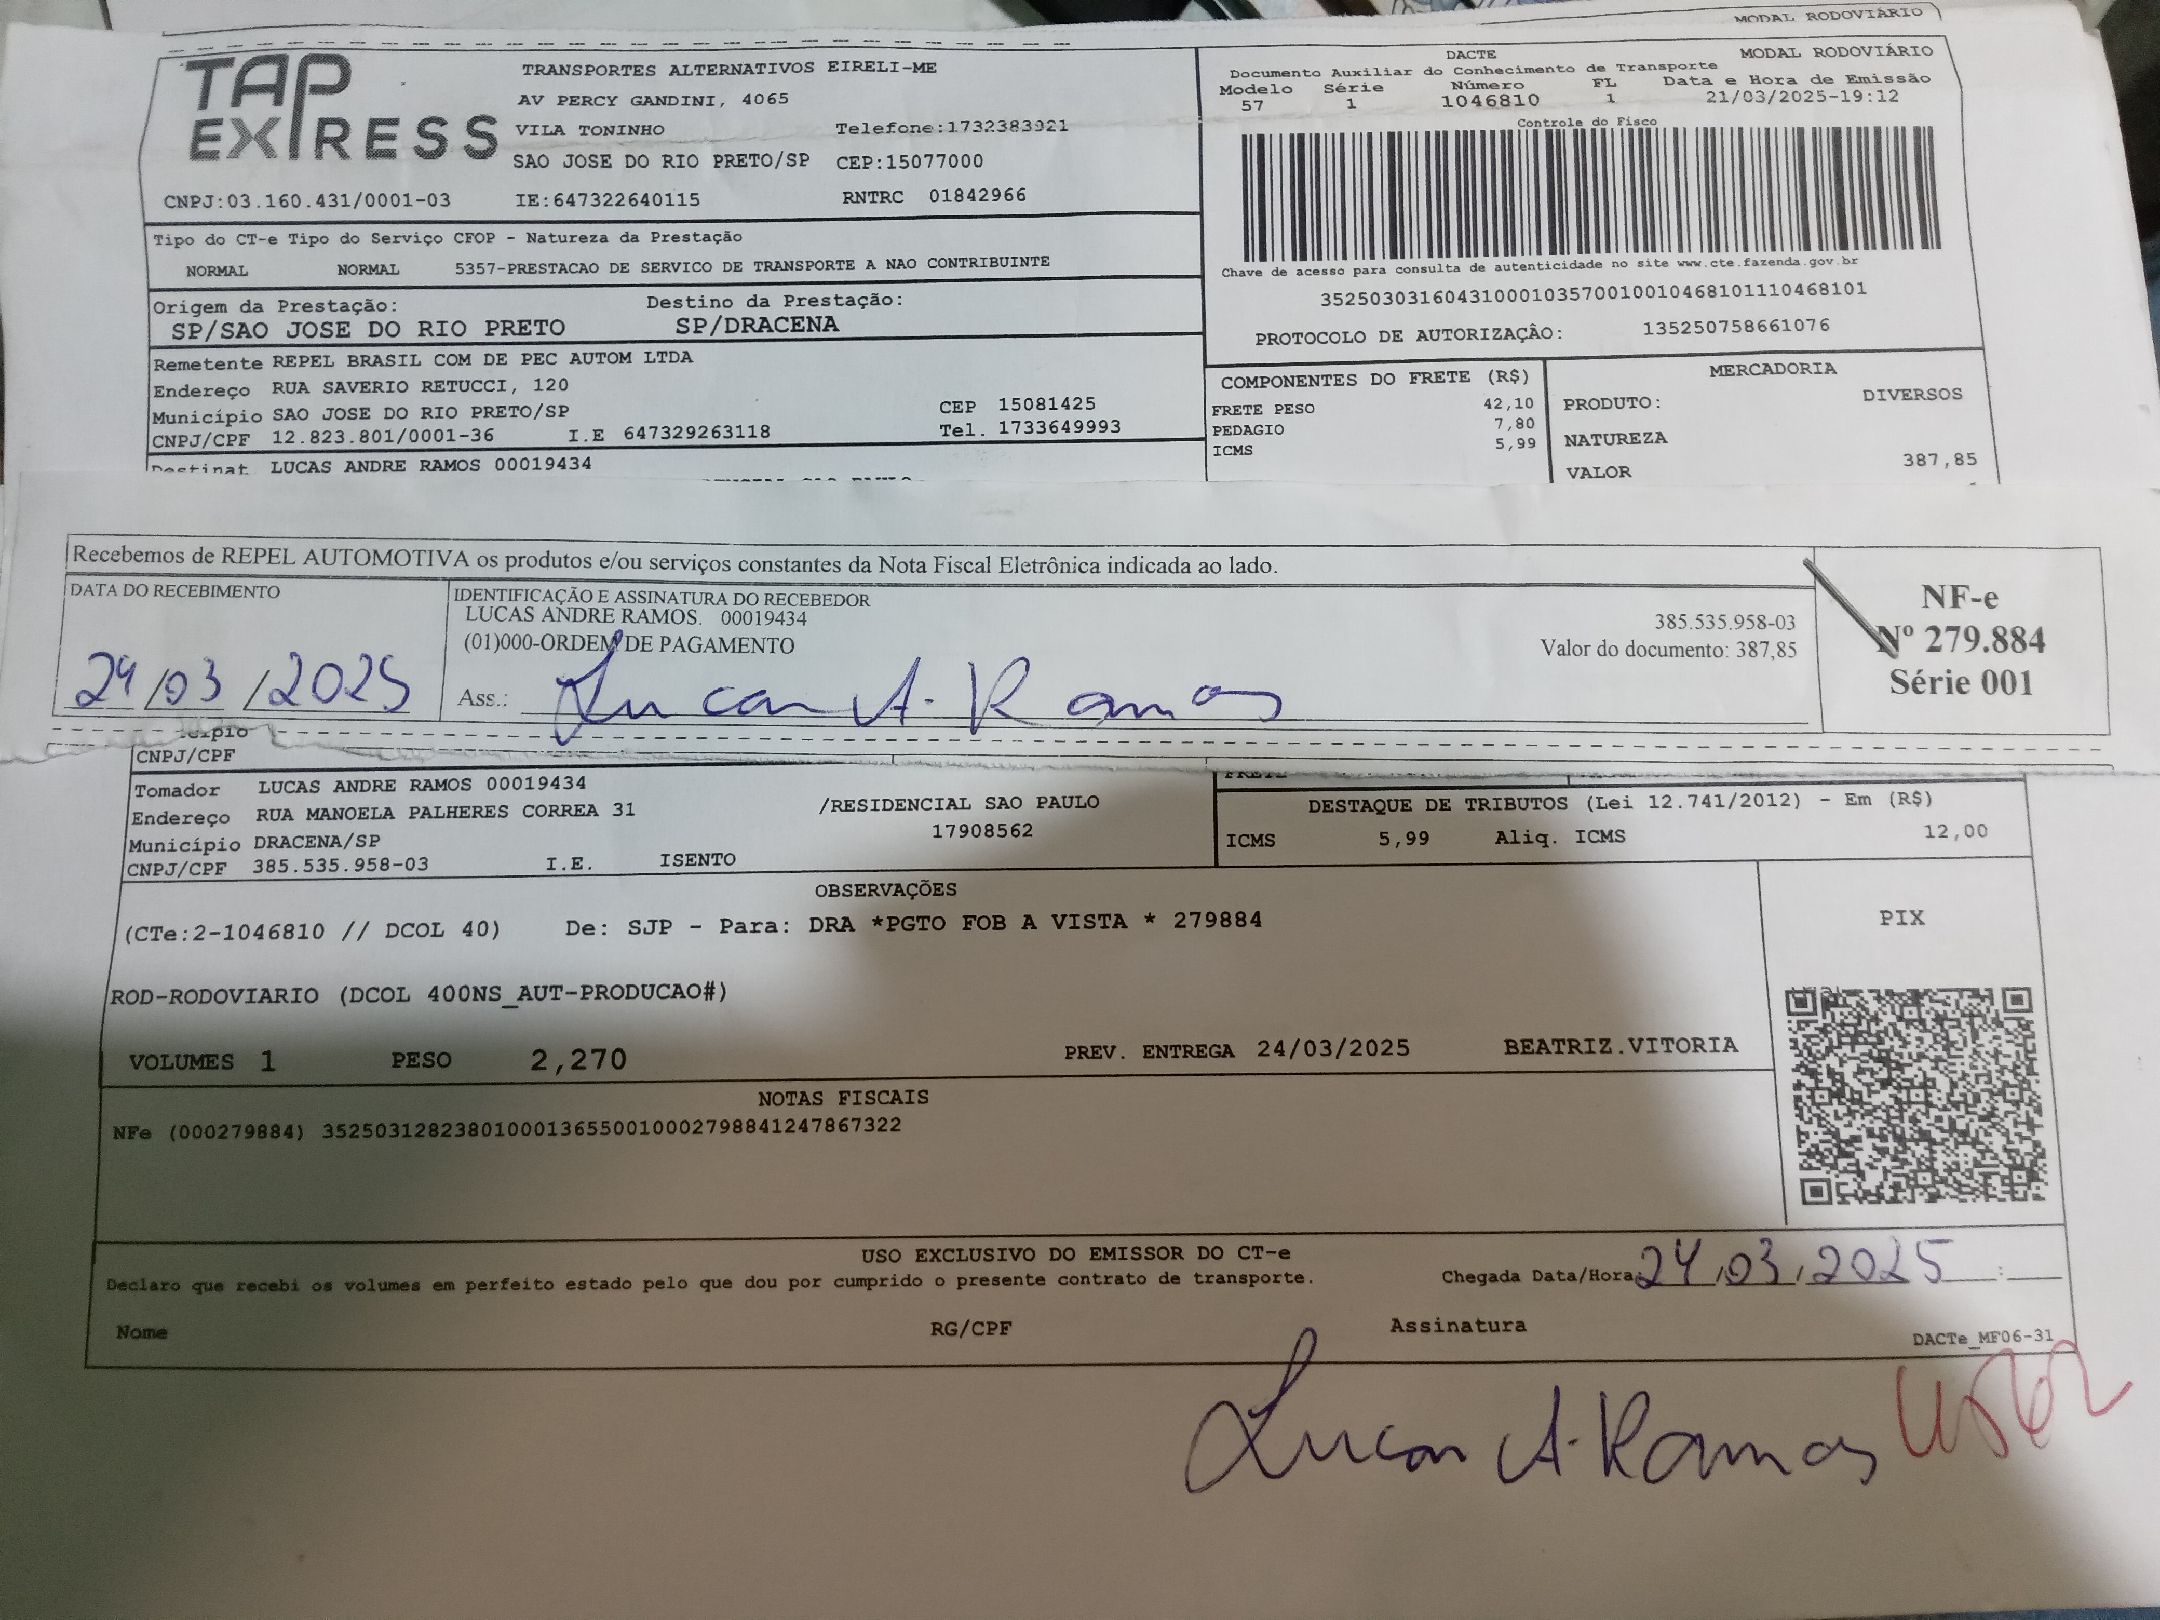 MODAL RODOVIÁRIO
TAP EXPRESS
TRANSPORTES ALTERNATIVOS EIRELI-ME
AV PERCY GANDINI, 4065
VILA TONINHO Telefone:1732383921
SAO JOSE DO RIO PRETO/SP CEP:15077000
CNPJ:03.160.431/0001-03 IE:647322640115 RNTRC 01842966
DACTE MODAL RODOVIÁRIO
Documento Auxiliar do Conhecimento de Transporte
Modelo Série Número FL Data e Hora de Emissão
57 1 1046810 1 21/03/2025-19:12
Controle do Fisco
Chave de acesso para consulta de autenticidade no site www.cte.fazenda.gov.br
35250303160431000103570010010468101110468101
PROTOCOLO DE AUTORIZAÇÃO: 135250758661076
Tipo do CT-e Tipo do Serviço CFOP - Natureza da Prestação
NORMAL NORMAL 5357-PRESTACAO DE SERVICO DE TRANSPORTE A NAO CONTRIBUINTE
Origem da Prestação: Destino da Prestação:
SP/SAO JOSE DO RIO PRETO SP/DRACENA
Remetente REPEL BRASIL COM DE PEC AUTOM LTDA
Endereço RUA SAVERIO RETUCCI, 120
Município SAO JOSE DO RIO PRETO/SP CEP 15081425
CNPJ/CPF 12.823.801/0001-36 I.E 647329263118 Tel. 1733649993
Destinat LUCAS ANDRE RAMOS 00019434
COMPONENTES DO FRETE (R$)
FRETE PESO 42,10
PEDAGIO 7,80
ICMS 5,99
MERCADORIA
PRODUTO: DIVERSOS
NATUREZA
VALOR 387,85
Recebemos de REPEL AUTOMOTIVA os produtos e/ou serviços constantes da Nota Fiscal Eletrônica indicada ao lado.
DATA DO RECEBIMENTO
24/03/2025
IDENTIFICAÇÃO E ASSINATURA DO RECEBEDOR
LUCAS ANDRE RAMOS. 00019434 385.535.958-03
(01)000-ORDEM DE PAGAMENTO Valor do documento: 387,85
Ass.: Lucas A. Ramos
NF-e
Nº 279.884
Série 001
CNPJ/CPF
Tomador LUCAS ANDRE RAMOS 00019434
Endereço RUA MANOELA PALHERES CORREA 31 /RESIDENCIAL SAO PAULO
Município DRACENA/SP 17908562
CNPJ/CPF 385.535.958-03 I.E. ISENTO
DESTAQUE DE TRIBUTOS (Lei 12.741/2012) - Em (R$)
ICMS 5,99 Aliq. ICMS 12,00
OBSERVAÇÕES
(CTe:2-1046810 // DCOL 40) De: SJP - Para: DRA *PGTO FOB A VISTA * 279884
ROD-RODOVIARIO (DCOL 400NS_AUT-PRODUCAO#)
VOLUMES 1 PESO 2,270 PREV. ENTREGA 24/03/2025 BEATRIZ.VITORIA
PIX
NOTAS FISCAIS
NFe (000279884) 35250312823801000136550010002798841247867322
USO EXCLUSIVO DO EMISSOR DO CT-e
Declaro que recebi os volumes em perfeito estado pelo que dou por cumprido o presente contrato de transporte. Chegada Data/Hora 24/03/2025 :
Nome RG/CPF Assinatura
DACTe_MF06-31
Lucas A. Ramos